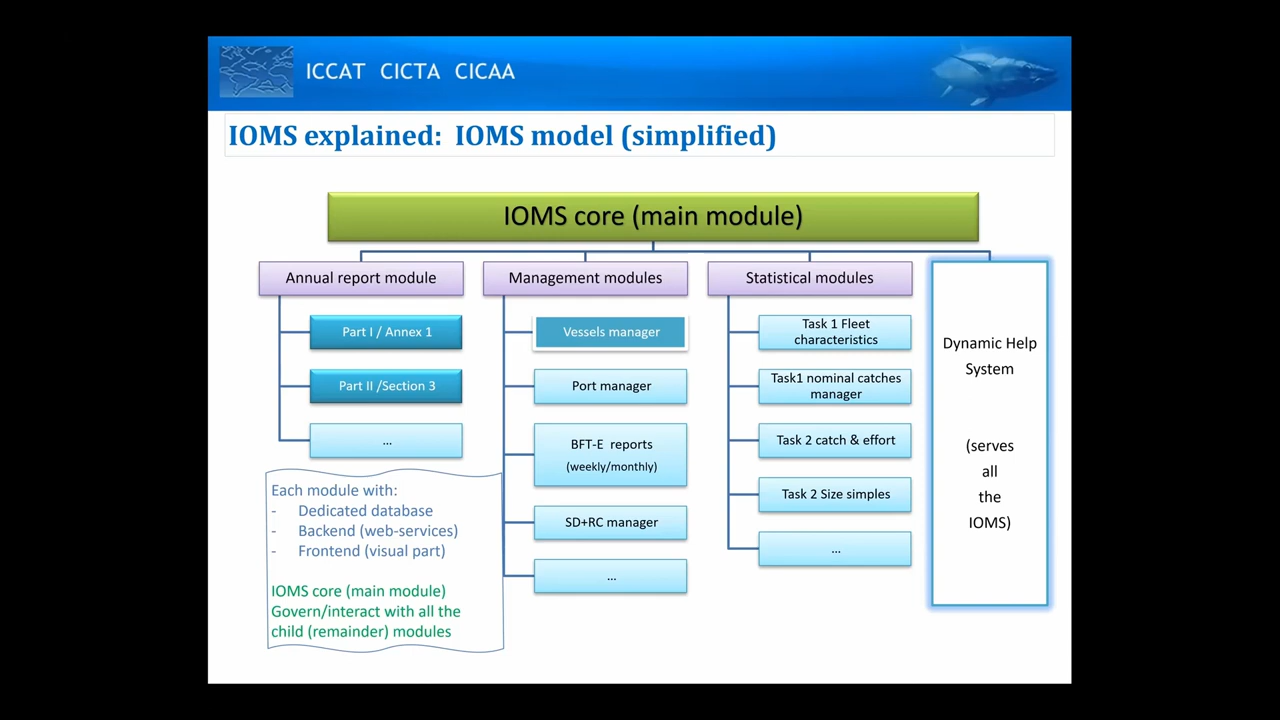 ICCAT CICTA CICAA
IOMS explained: IOMS model (simplified)
IOMS core (main module)
Annual report module
Part I / Annex 1
Part II /Section 3
...
Management modules
Vessels manager
Port manager
BFT-E reports
(weekly/monthly)
SD+RC manager
...
Statistical modules
Task 1 Fleet
characteristics
Task1 nominal catches
manager
Task 2 catch & effort
Task 2 Size simples
...
Dynamic Help
System
(serves
all
the
IOMS)
Each module with:
- Dedicated database
- Backend (web-services)
- Frontend (visual part)
IOMS core (main module)
Govern/interact with all the
child (remainder) modules